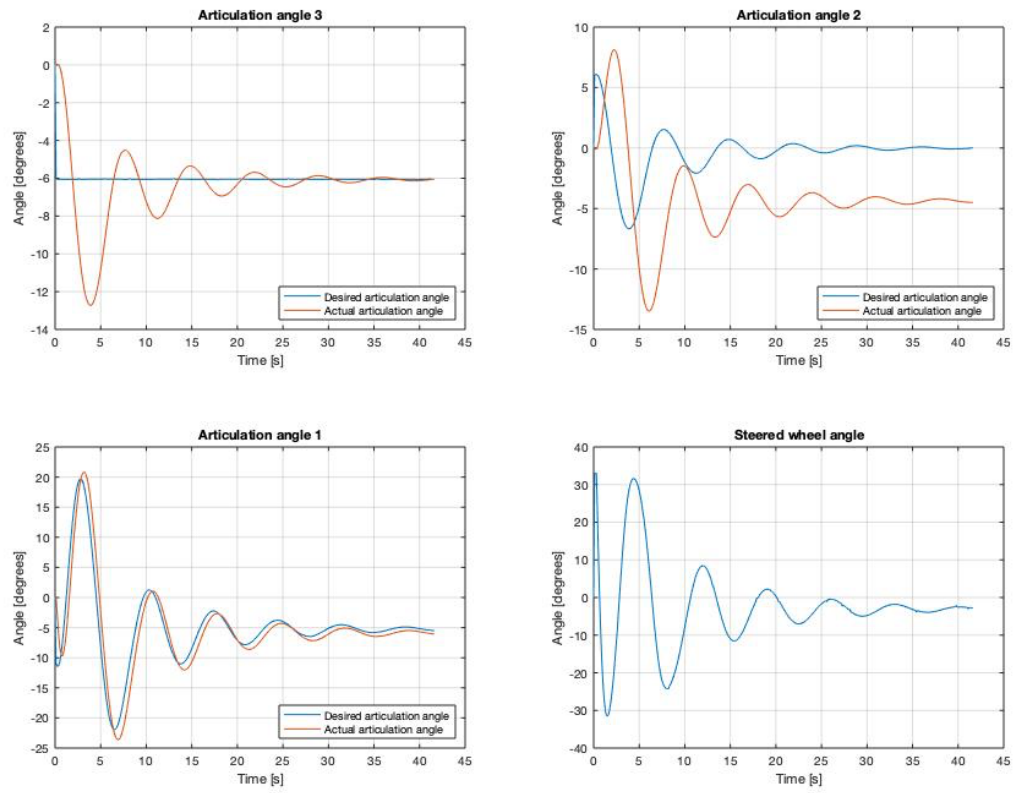 Articulation angle 3
2
0
-2
-4
-6
-8
-10
-12
-14
Angle [degrees]
0 5 10 15 20 25 30 35 40 45
Time [s]
Desired articulation angle
Actual articulation angle
Articulation angle 2
10
5
0
-5
-10
-15
Angle [degrees]
0 5 10 15 20 25 30 35 40 45
Time [s]
Desired articulation angle
Actual articulation angle
Articulation angle 1
25
20
15
10
5
0
-5
-10
-15
-20
-25
Angle [degrees]
0 5 10 15 20 25 30 35 40 45
Time [s]
Desired articulation angle
Actual articulation angle
Steered wheel angle
40
30
20
10
0
-10
-20
-30
-40
Angle [degrees]
0 5 10 15 20 25 30 35 40 45
Time [s]